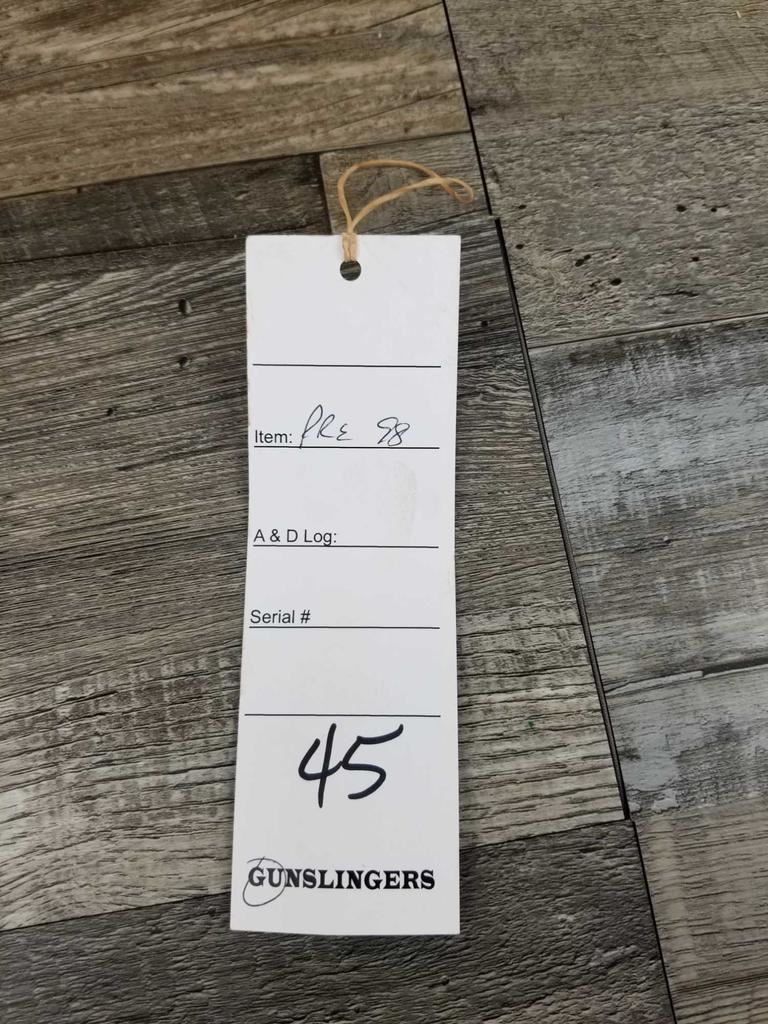 Item: PRE 98
A & D Log:
Serial #
45
GUNSLINGERS